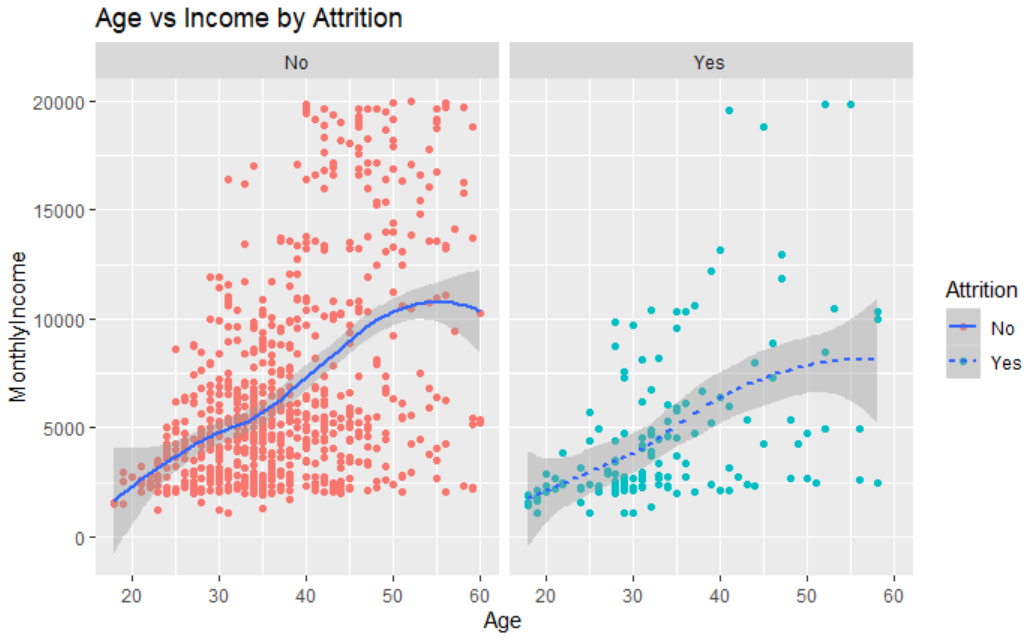 Age vs Income by Attrition
No
Yes
MonthlyIncome
20000
15000
10000
5000
0
20
30
40
50
60
20
30
40
50
60
Age
Attrition
No
Yes